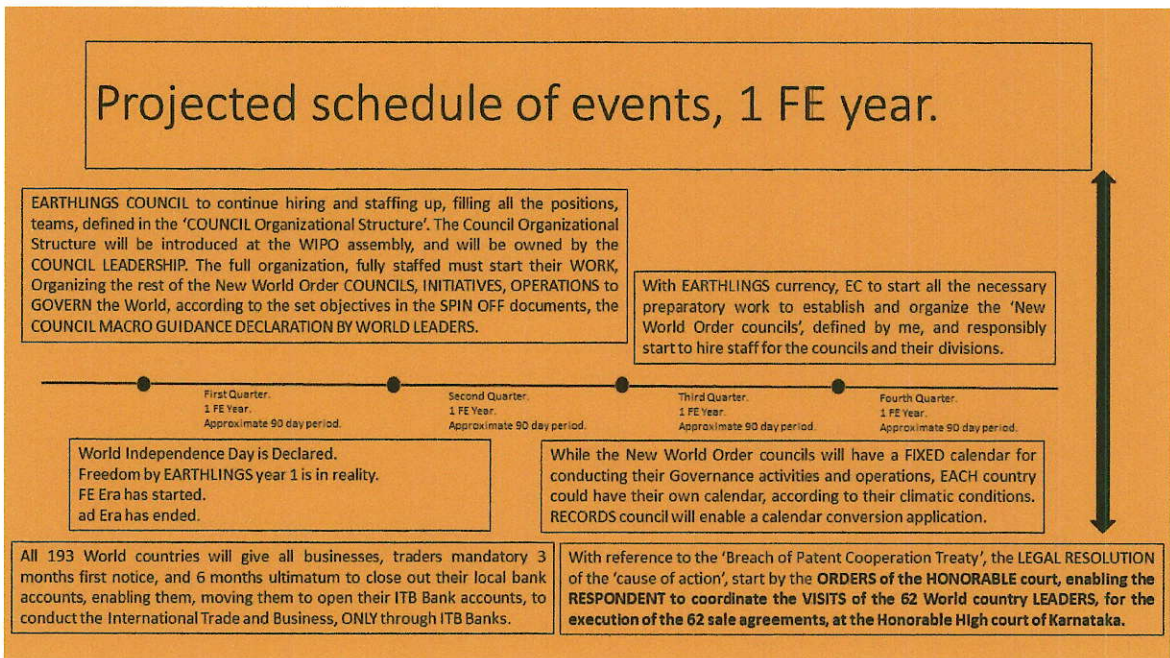 Projected schedule of events, 1 FE year.
EARTHLINGS COUNCIL to continue hiring and staffing up, filling all the positions,
teams, defined in the ‘COUNCIL Organizational Structure’. The Council Organizational
Structure will be introduced at the WIPO assembly, and will be owned by the
COUNCIL LEADERSHIP. The full organization, fully staffed must start their WORK,
Organizing the rest of the New World Order COUNCILS, INITIATIVES, OPERATIONS to
GOVERN the World, according to the set objectives in the SPIN OFF documents, the
COUNCIL MACRO GUIDANCE DECLARATION BY WORLD LEADERS.
With EARTHLINGS currency, EC to start all the necessary
preparatory work to establish and organize the ‘New
World Order councils’, defined by me, and responsibly
start to hire staff for the councils and their divisions.
First Quarter.
1 FE Year.
Approximate 90 day period.
Second Quarter.
1 FE Year.
Approximate 90 day period.
Third Quarter.
1 FE Year.
Approximate 90 day period.
Fourth Quarter.
1 FE Year.
Approximate 90 day period.
World Independence Day is Declared.
Freedom by EARTHLINGS year 1 is in reality.
FE Era has started.
ad Era has ended.
While the New World Order councils will have a FIXED calendar for
conducting their Governance activities and operations, EACH country
could have their own calendar, according to their climatic conditions.
RECORDS council will enable a calendar conversion application.
All 193 World countries will give all businesses, traders mandatory 3
months first notice, and 6 months ultimatum to close out their local bank
accounts, enabling them, moving them to open their ITB Bank accounts, to
conduct the International Trade and Business, ONLY through ITB Banks.
With reference to the ‘Breach of Patent Cooperation Treaty’, the LEGAL RESOLUTION
of the ‘cause of action’, start by the ORDERS of the HONORABLE court, enabling the
RESPONDENT to coordinate the VISITS of the 62 World country LEADERS, for the
execution of the 62 sale agreements, at the Honorable High court of Karnataka.